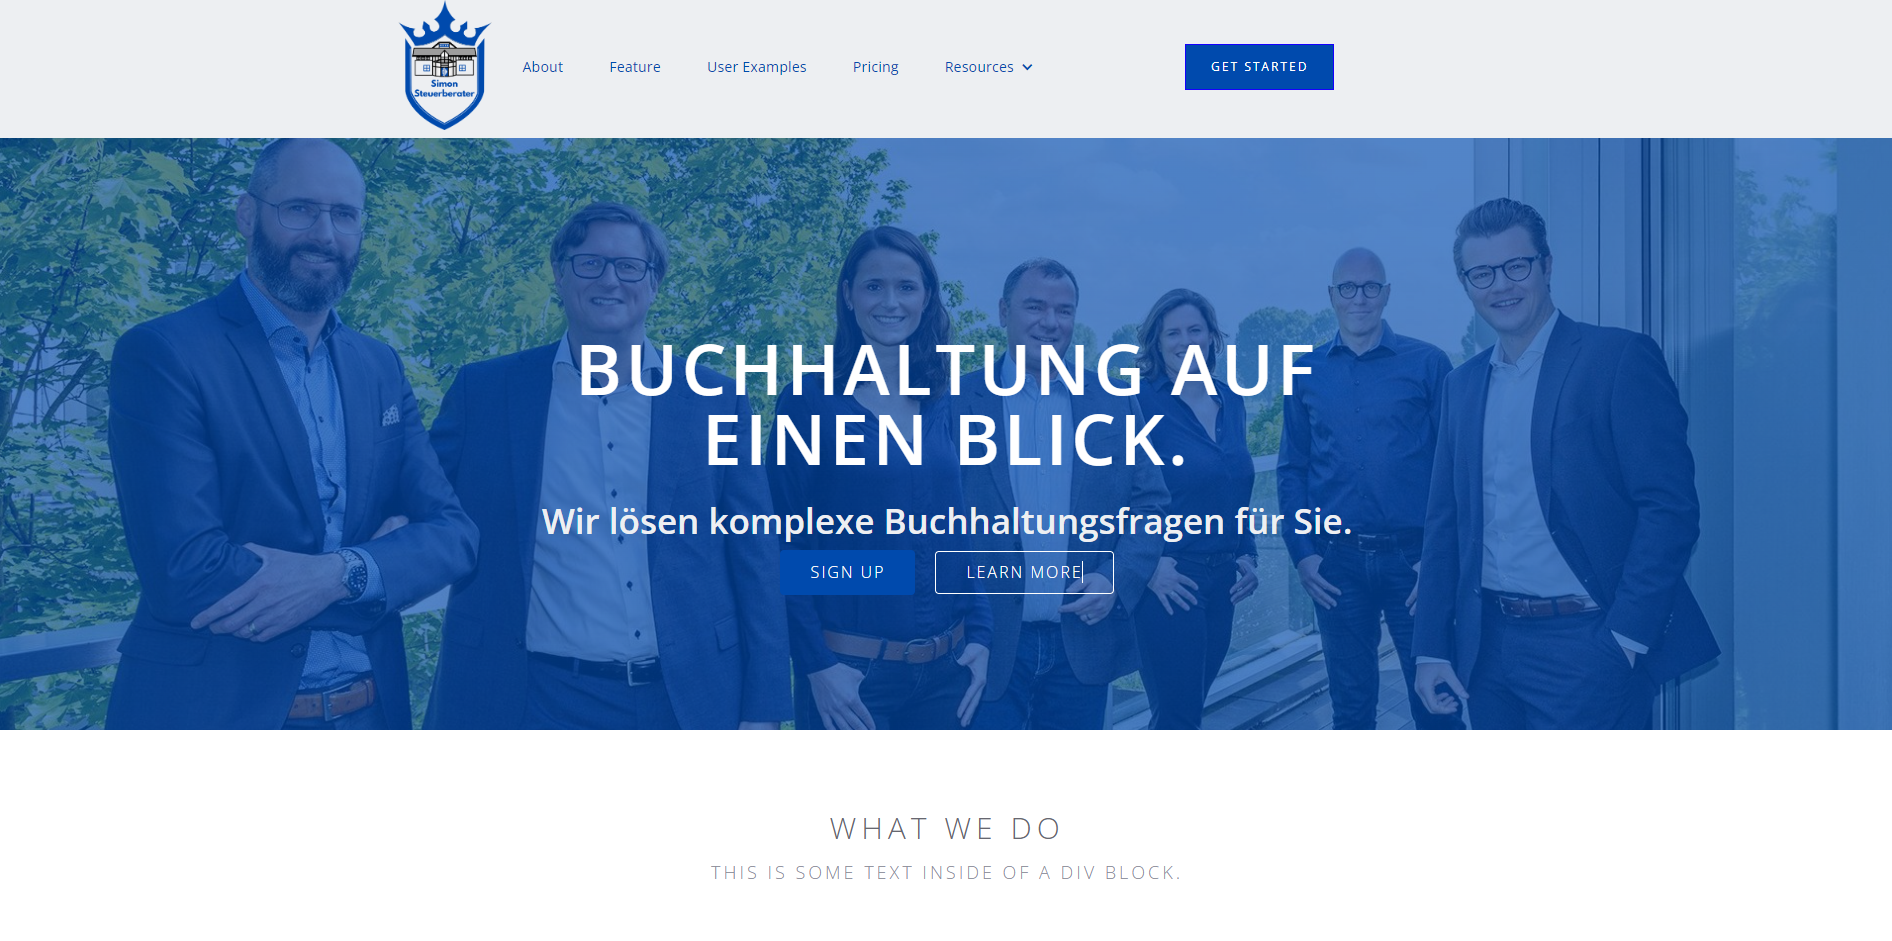 Simon
Steuerberater
About Feature User Examples Pricing Resources GET STARTED
BUCHHALTUNG AUF
EINEN BLICK.
Wir lösen komplexe Buchhaltungsfragen für Sie.
SIGN UP LEARN MORE
WHAT WE DO
THIS IS SOME TEXT INSIDE OF A DIV BLOCK.